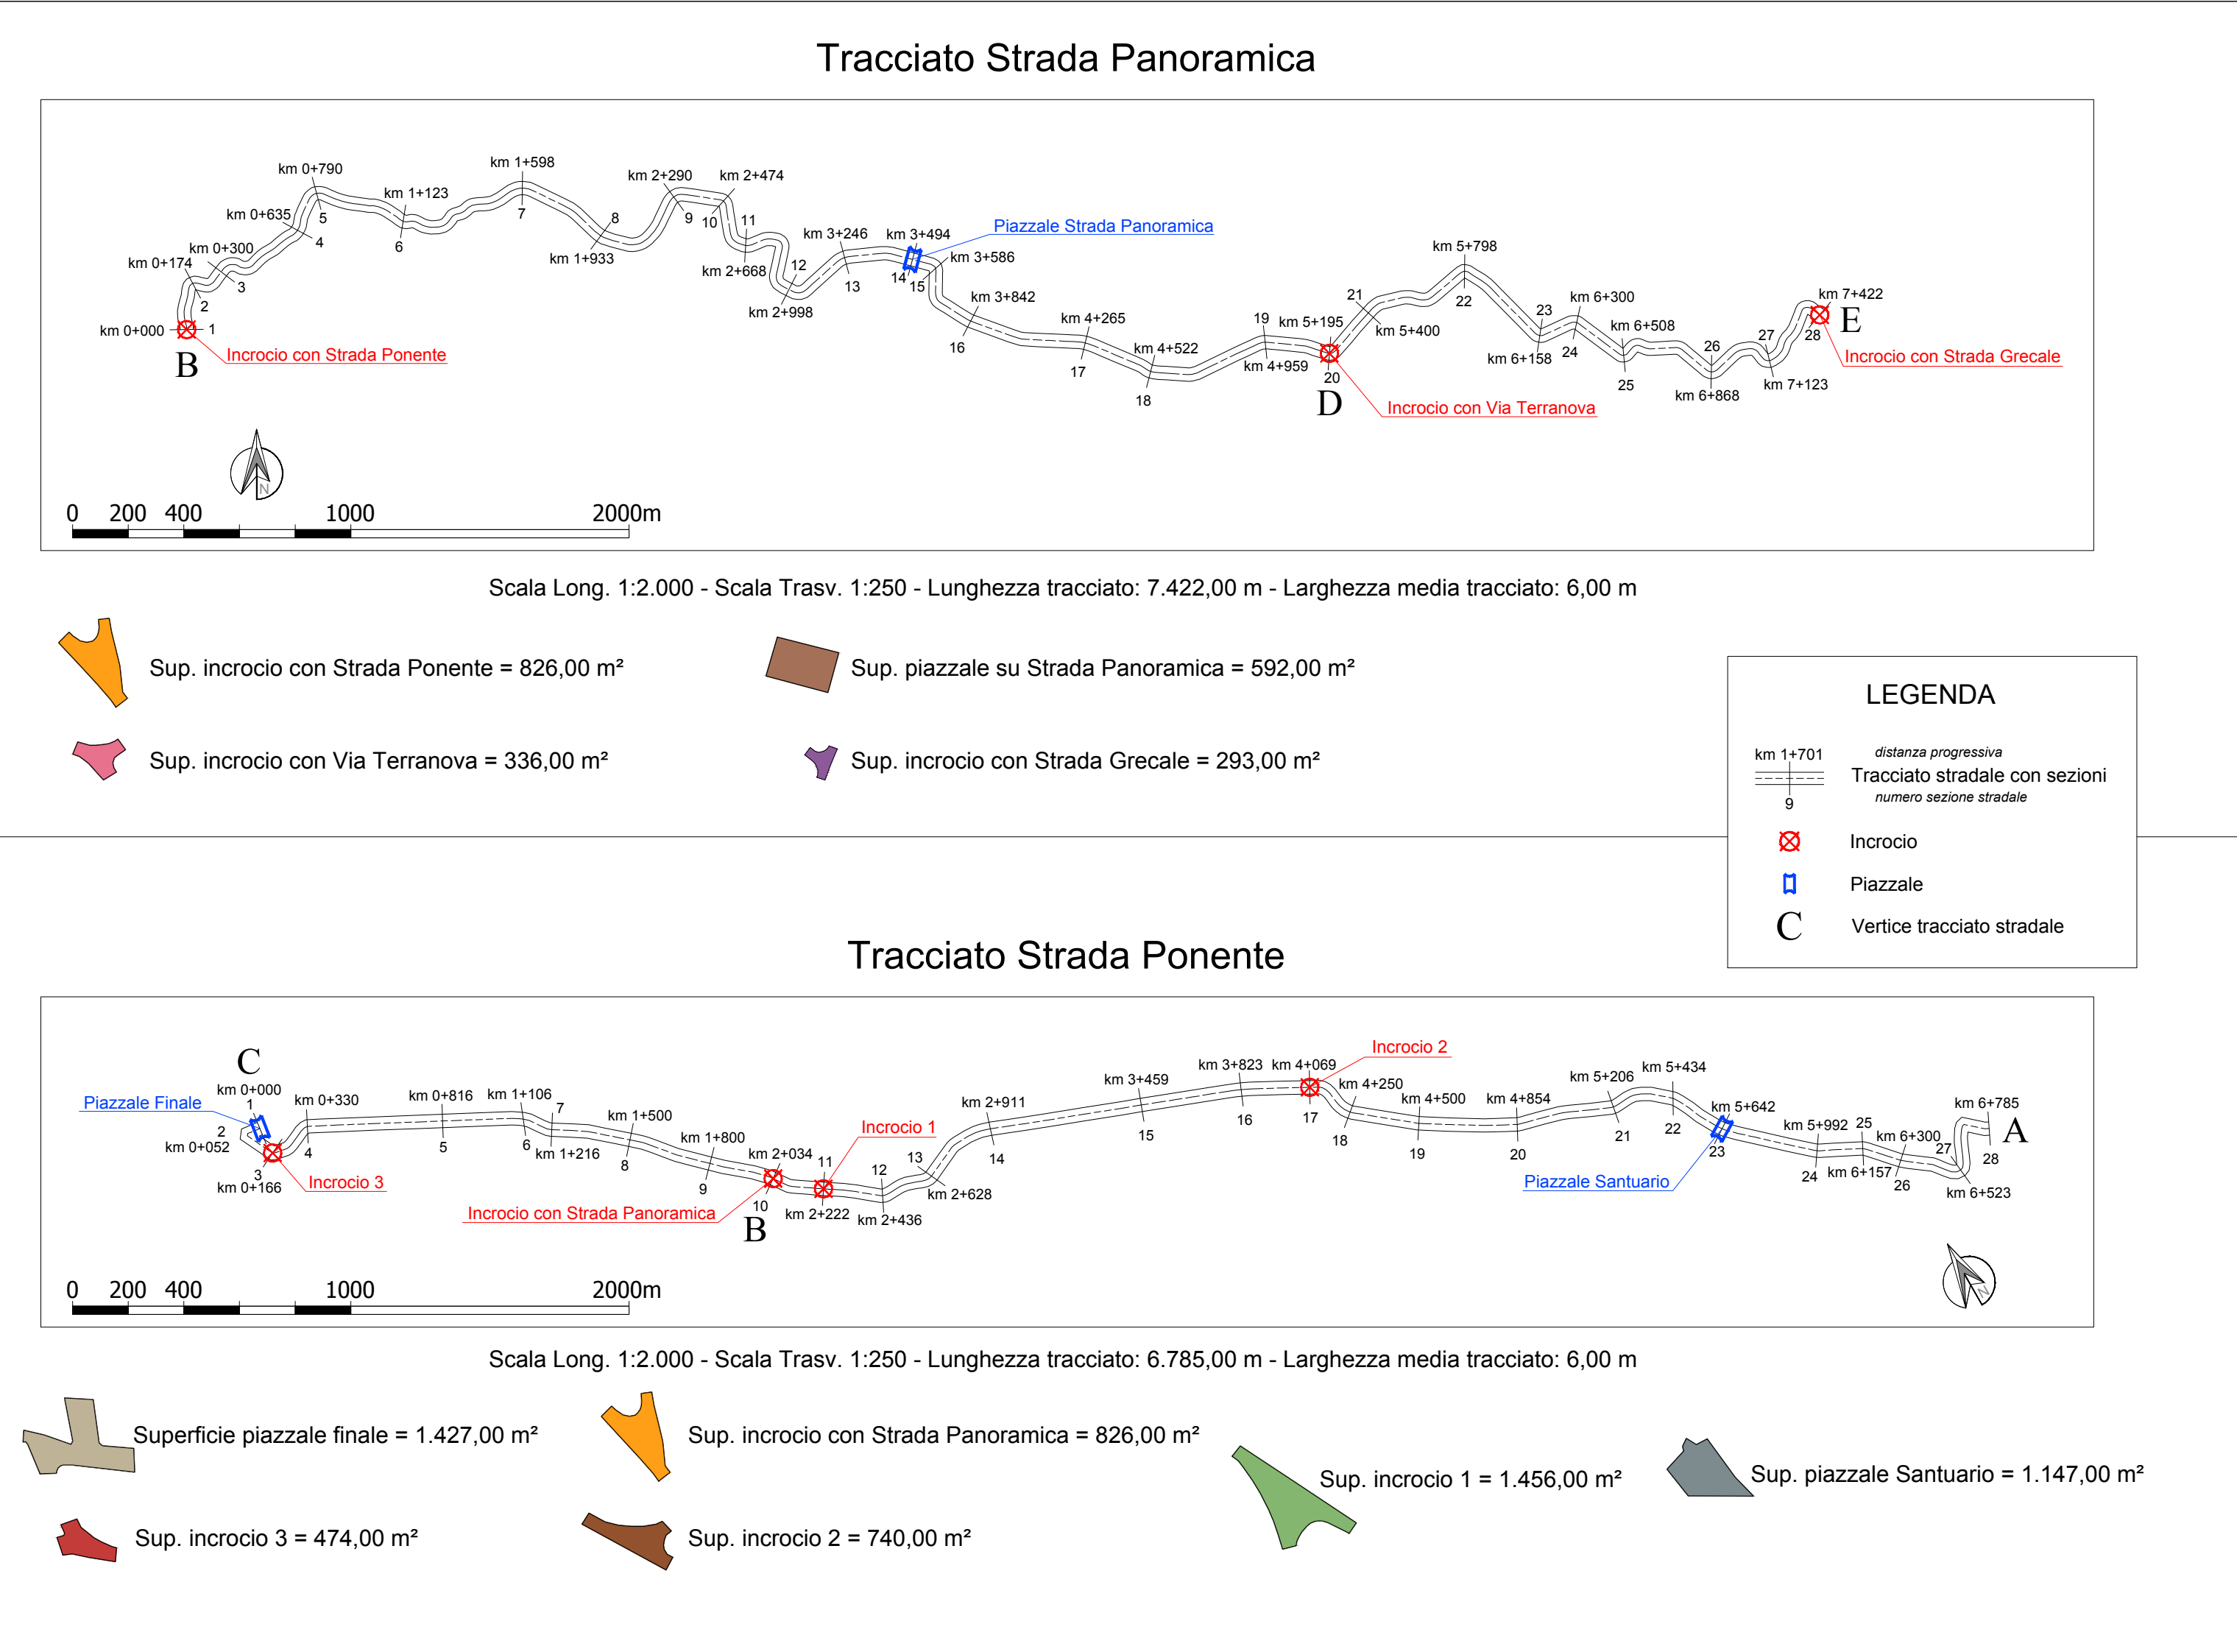 Tracciato Strada Panoramica
km 0+000
1
B
Incrocio con Strada Ponente
km 0+174
2
km 0+300
3
km 0+635
4
km 0+790
5
km 1+123
6
km 1+598
7
8
km 1+933
km 2+290
9
km 2+474
10
11
km 2+668
12
km 2+998
km 3+246
13
km 3+494
14
Piazzale Strada Panoramica
km 3+586
15
km 3+842
16
km 4+265
17
km 4+522
18
19
km 4+959
km 5+195
20
D
Incrocio con Via Terranova
21
km 5+400
km 5+798
22
23
km 6+158
km 6+300
24
km 6+508
25
26
km 6+868
27
km 7+123
km 7+422
28
E
Incrocio con Strada Grecale
N
0 200 400 1000 2000m
Scala Long. 1:2.000 - Scala Trasv. 1:250 - Lunghezza tracciato: 7.422,00 m - Larghezza media tracciato: 6,00 m
Sup. incrocio con Strada Ponente = 826,00 m²
Sup. piazzale su Strada Panoramica = 592,00 m²
Sup. incrocio con Via Terranova = 336,00 m²
Sup. incrocio con Strada Grecale = 293,00 m²
LEGENDA
km 1+701
distanza progressiva
Tracciato stradale con sezioni
numero sezione stradale
9
Incrocio
Piazzale
C
Vertice tracciato stradale
Tracciato Strada Ponente
C
km 0+000
1
Piazzale Finale
2
km 0+052
3
km 0+166
Incrocio 3
km 0+330
4
km 0+816
5
km 1+106
6
7
km 1+216
km 1+500
8
km 1+800
9
km 2+034
10
B
Incrocio con Strada Panoramica
11
km 2+222
Incrocio 1
12
km 2+436
13
km 2+628
km 2+911
14
km 3+459
15
km 3+823
16
km 4+069
17
Incrocio 2
km 4+250
18
km 4+500
19
km 4+854
20
km 5+206
21
km 5+434
22
km 5+642
23
Piazzale Santuario
km 5+992
24
25
km 6+157
km 6+300
26
27
km 6+523
km 6+785
28
A
N
0 200 400 1000 2000m
Scala Long. 1:2.000 - Scala Trasv. 1:250 - Lunghezza tracciato: 6.785,00 m - Larghezza media tracciato: 6,00 m
Superficie piazzale finale = 1.427,00 m²
Sup. incrocio con Strada Panoramica = 826,00 m²
Sup. incrocio 1 = 1.456,00 m²
Sup. piazzale Santuario = 1.147,00 m²
Sup. incrocio 3 = 474,00 m²
Sup. incrocio 2 = 740,00 m²